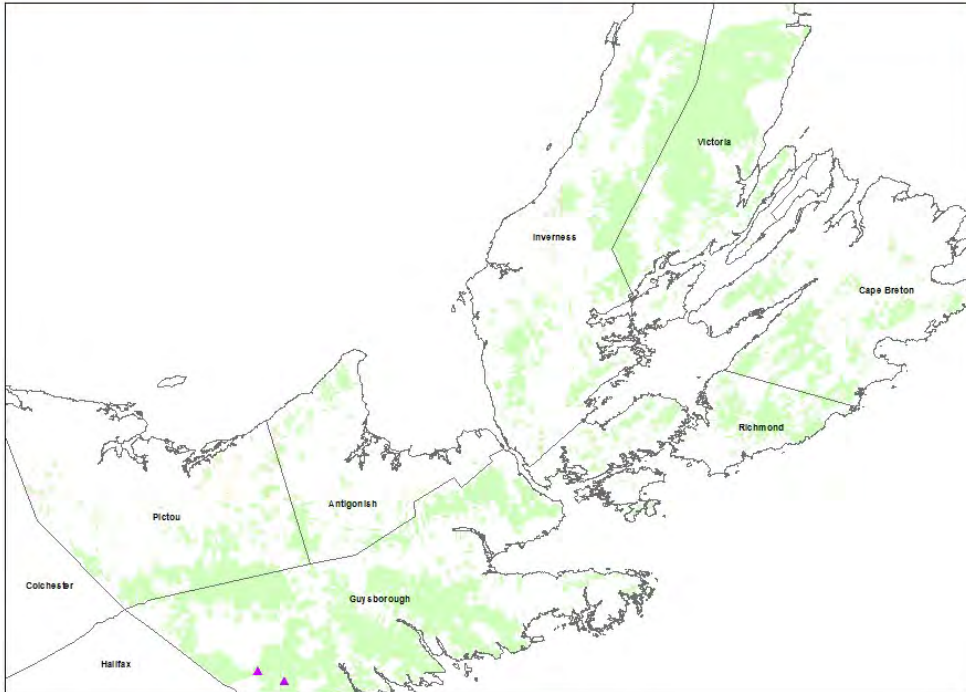 Victoria
Inverness
Cape Breton
Richmond
Antigonish
Pictou
Colchester
Guysborough
Halifax